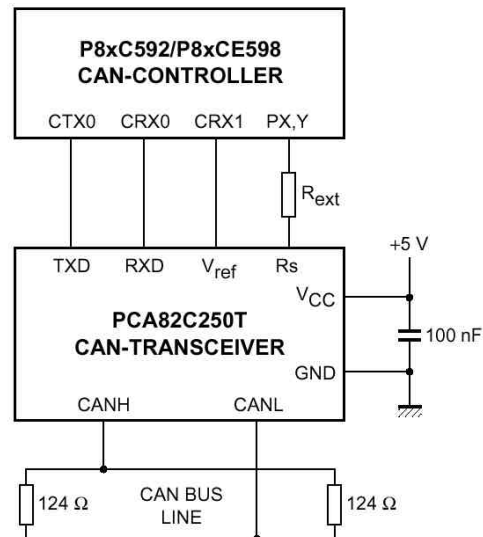 P8xC592/P8xCE598
CAN-CONTROLLER
CTX0 CRX0 CRX1 PX,Y
Rext
+5 V
TXD RXD Vref Rs
VCC
PCA82C250T
CAN-TRANSCEIVER
100 nF
GND
CANH CANL
124 Ω CAN BUS 124 Ω
LINE